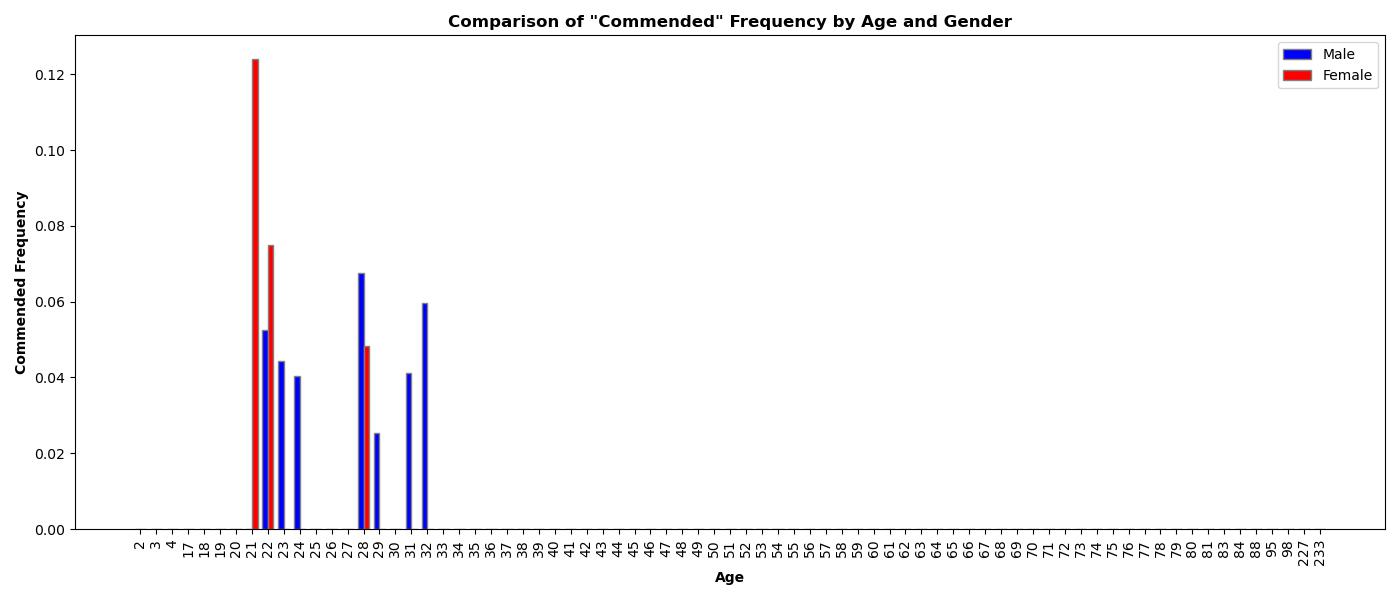 Comparison of "Commended" Frequency by Age and Gender
Male
Female
Commended Frequency
0.12
0.10
0.08
0.06
0.04
0.02
0.00
2 3 4 17 18 19 20 21 22 23 24 25 26 27 28 29 30 31 32 33 34 35 36 37 38 39 40 41 42 43 44 45 46 47 48 49 50 51 52 53 54 55 56 57 58 59 60 61 62 63 64 65 66 67 68 69 70 71 72 73 74 75 76 77 78 79 80 81 83 84 88 95 98 227 233
Age